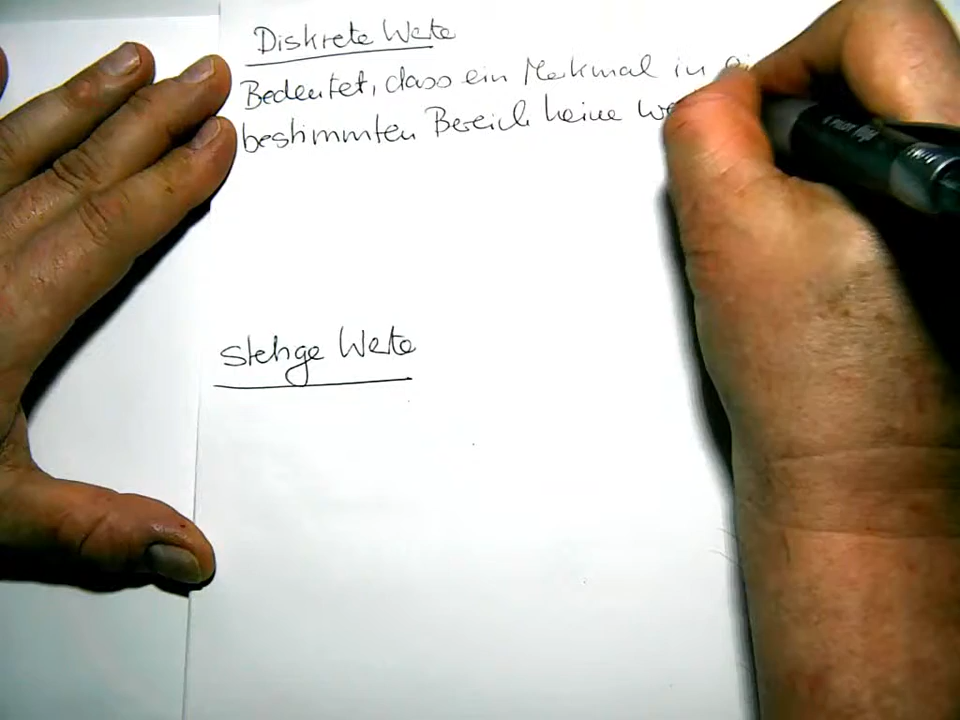 Diskrete Werte
Bedeutet, dass ein Merkmal in
bestimmten Bereich keine
stetige Werte